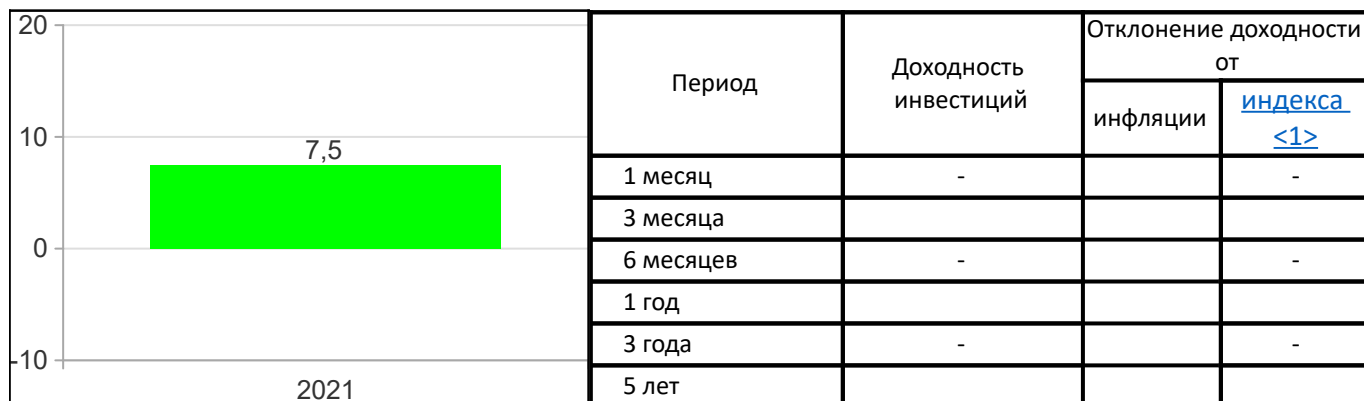 20
10
0
-10
7,5
2021
Период
Доходность
инвестиций
Отклонение доходности
от
инфляции
индекса
<1>
1 месяц - -
3 месяца
6 месяцев - -
1 год
3 года - -
5 лет